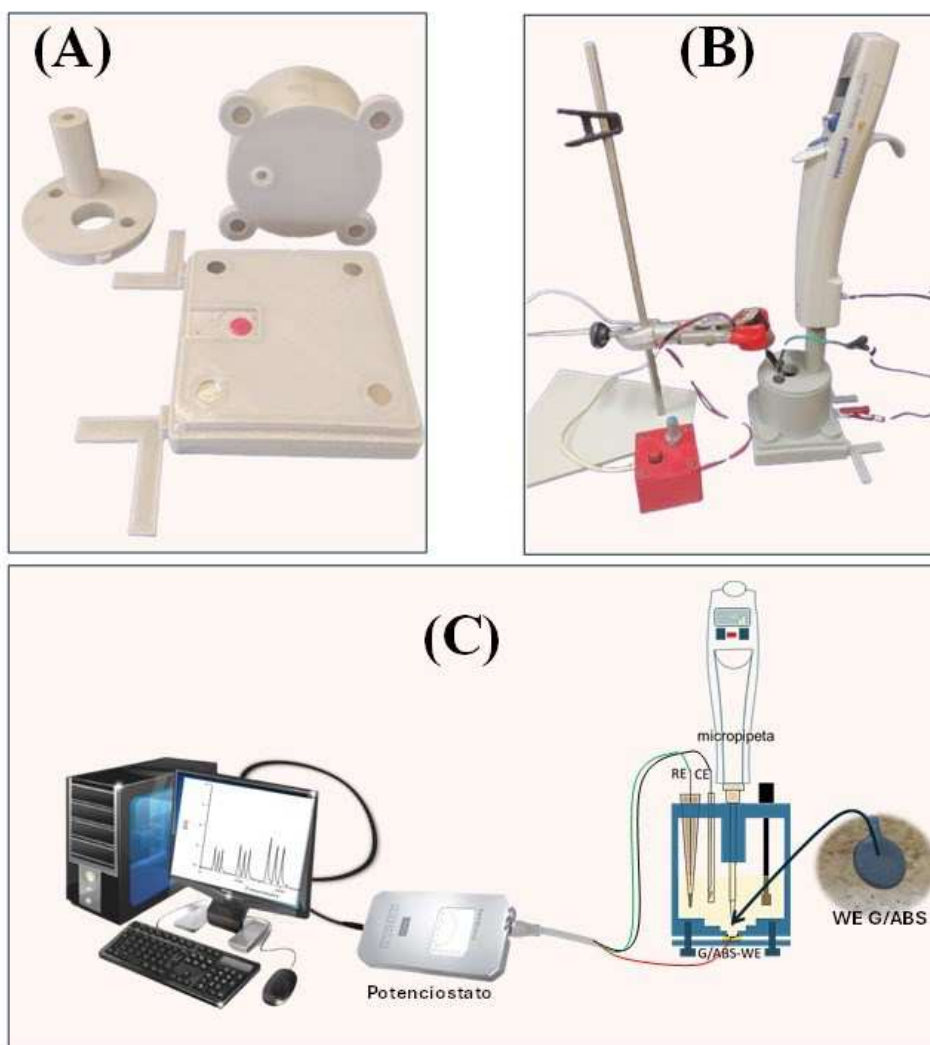 (A)
(B)
(C)
micropipeta
RE CE
WE G/ABS
G/ABS-WE
Potenciostato